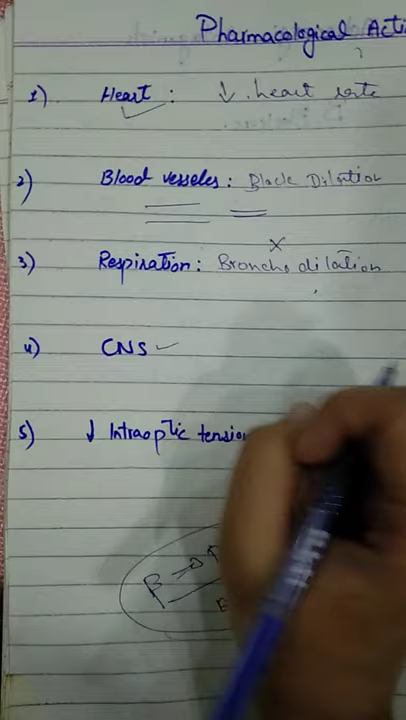 Pharmacological Acti
1) Heart : ↓ heart rate
2) Blood vesseles : Block Dilation
3) Respiration : Broncho dilation
4) CNS
5) ↓ Intraoptic tension
β